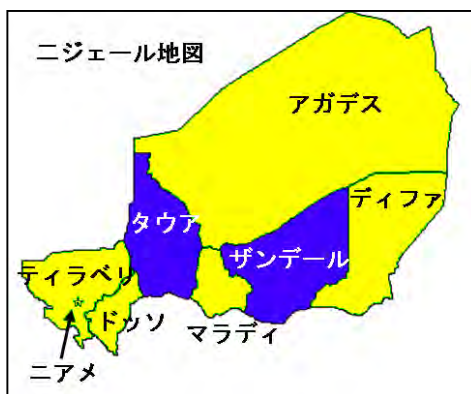 ニジェール地図
アガデス
ディファ
タウア
ザンデール
ティラベリ
ドッソ
マラディ
ニアメ